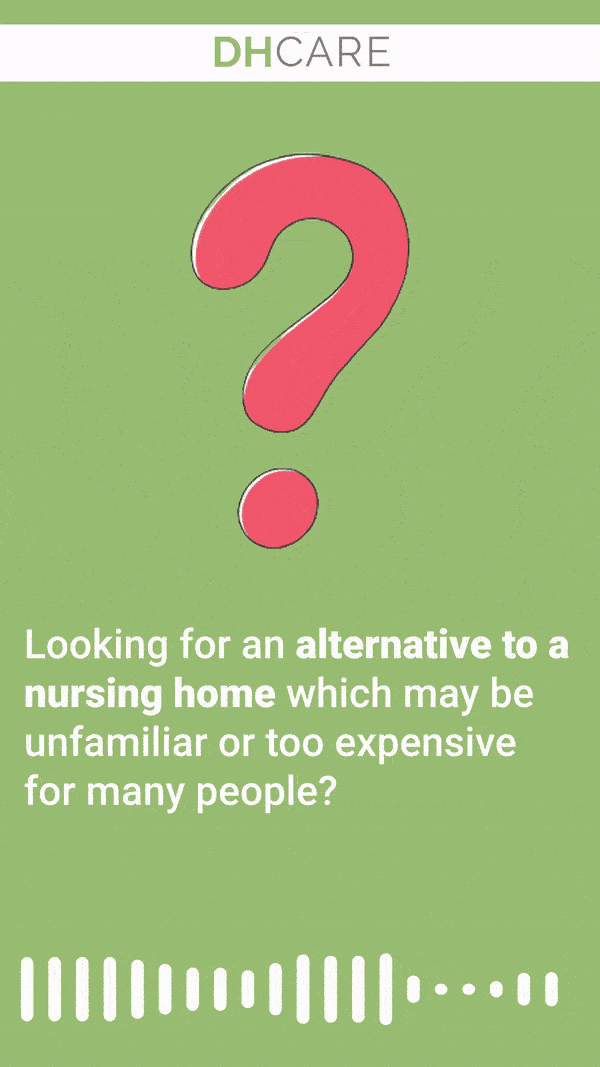 DHCARE
Looking for an alternative to a
nursing home which may be
unfamiliar or too expensive
for many people?